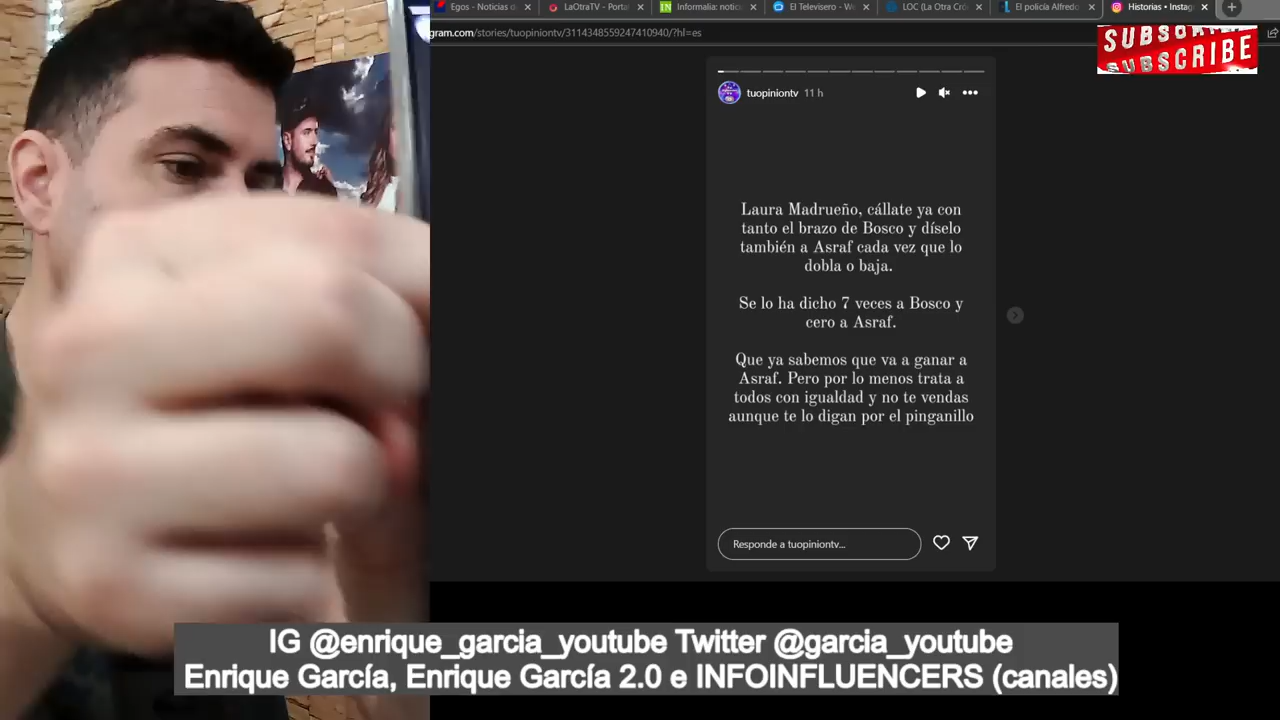 Egos - Noticias d
LaOtraTV - Porta
Informalia: notic
El Televisero - We
LOC (La Otra Cró
El policía Alfredo
Historias • Instag
gram.com/stories/tuopiniontv/3114348559247410940/?hl=es
SUBSCRIBE
SUBSCRIBE
tuopiniontv 11 h
Laura Madrueño, cállate ya con
tanto el brazo de Bosco y díselo
también a Asraf cada vez que lo
dobla o baja.
Se lo ha dicho 7 veces a Bosco y
cero a Asraf.
Que ya sabemos que va a ganar a
Asraf. Pero por lo menos trata a
todos con igualdad y no te vendas
aunque te lo digan por el pinganillo
Responde a tuopiniontv...
IG @enrique_garcia_youtube Twitter @garcia_youtube
Enrique García, Enrique García 2.0 e INFOINFLUENCERS (canales)